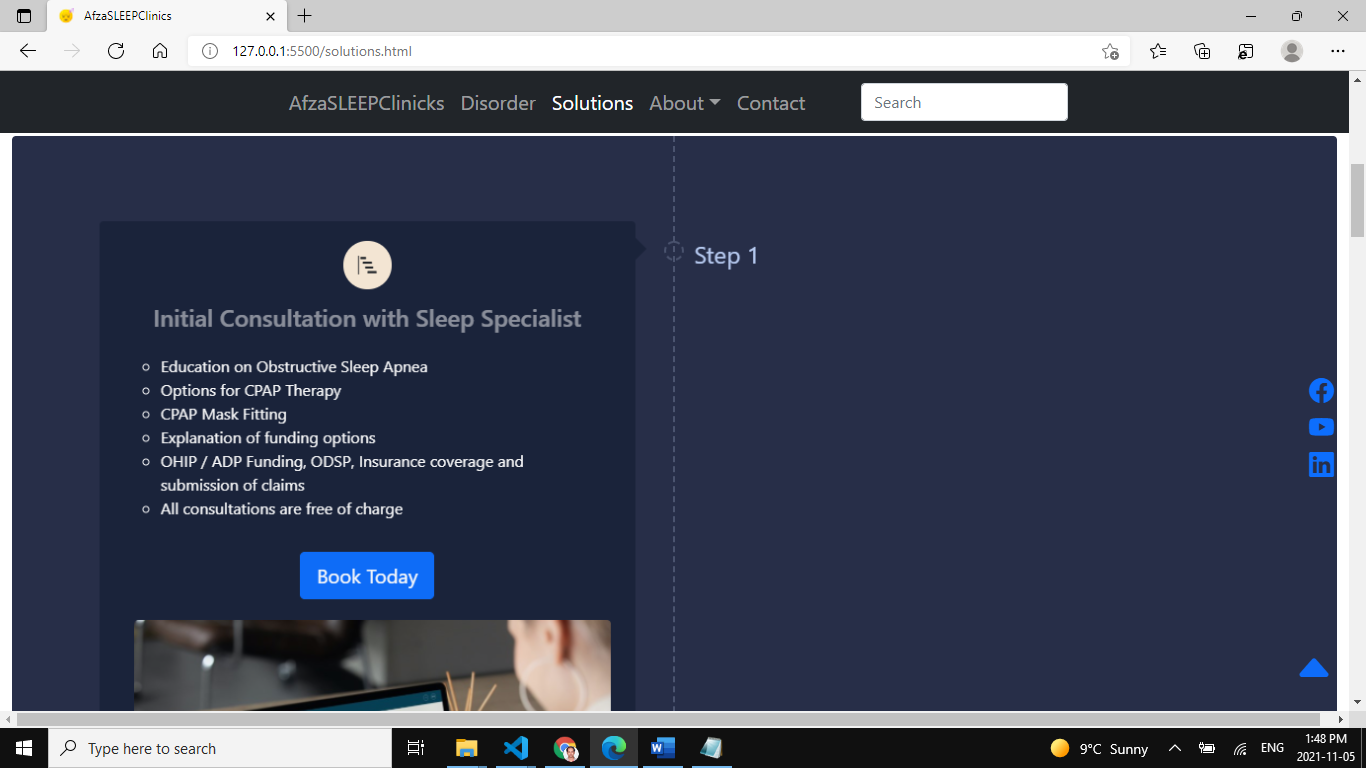 AfzaSLEEPClinics
127.0.0.1:5500/solutions.html
AfzaSLEEPClinicks Disorder Solutions About Contact Search
Step 1
Initial Consultation with Sleep Specialist
Education on Obstructive Sleep Apnea
Options for CPAP Therapy
CPAP Mask Fitting
Explanation of funding options
OHIP / ADP Funding, ODSP, Insurance coverage and
submission of claims
All consultations are free of charge
Book Today
Type here to search
9°C Sunny
ENG
1:48 PM
2021-11-05